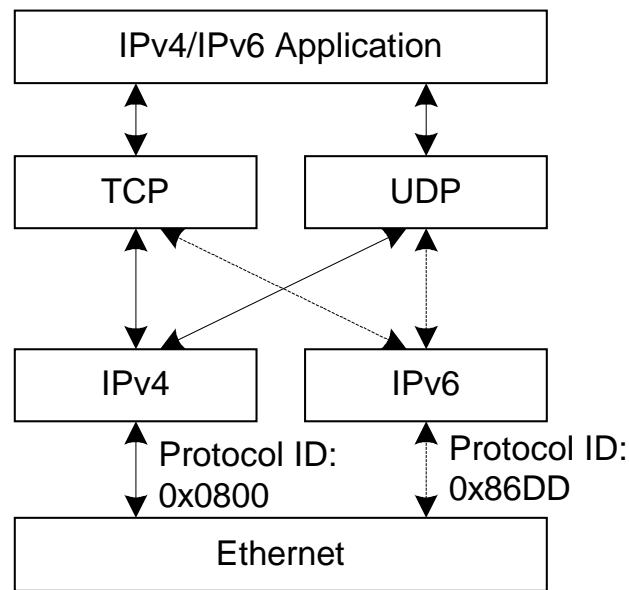 IPv4/IPv6 Application
TCP
UDP
IPv4
IPv6
Protocol ID:
0x0800
Protocol ID:
0x86DD
Ethernet